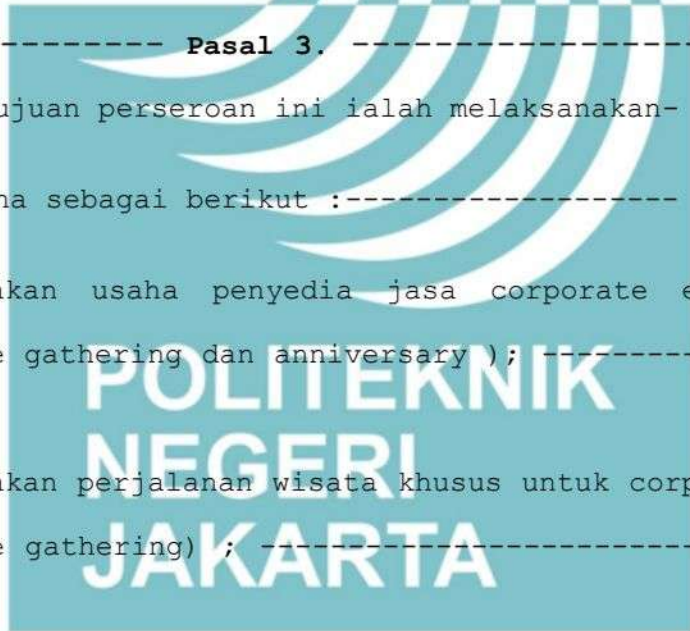 -------- Pasal 3. ------------------
ujuan perseroan ini ialah melaksanakan-
na sebagai berikut :------------------
kan usaha penyedia jasa corporate e
e gathering dan anniversary ); ---------
kan perjalanan wisata khusus untuk corp
e gathering) ; -----------------------
POLITEKNIK
NEGERI
JAKARTA